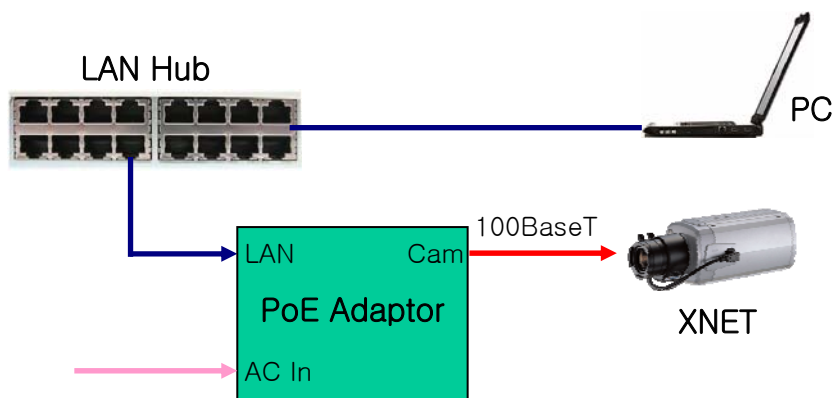 LAN Hub
PC
100BaseT
LAN
Cam
PoE Adaptor
XNET
AC In